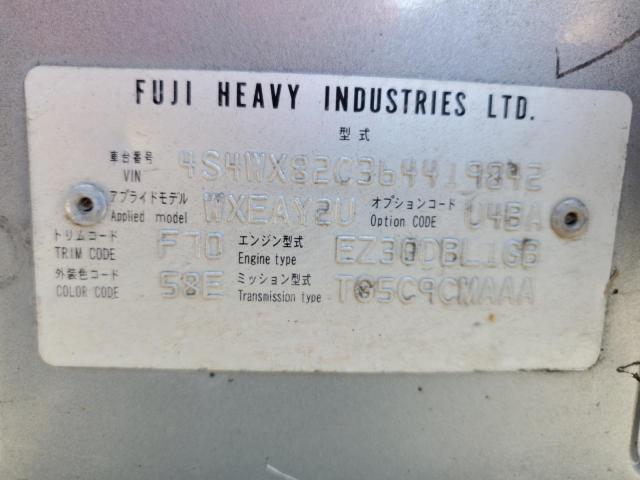 FUJI HEAVY INDUSTRIES LTD.
型式
車台番号 VIN 4S4WX82C364419842
アプライドモデル Applied model WXEAY2U オプションコード Option CODE U4BA
トリムコード TRIM CODE F70 エンジン型式 Engine type EZ30DBL1GB
外装色コード COLOR CODE 58E ミッション型式 Transmission type TG5C9CMAAA